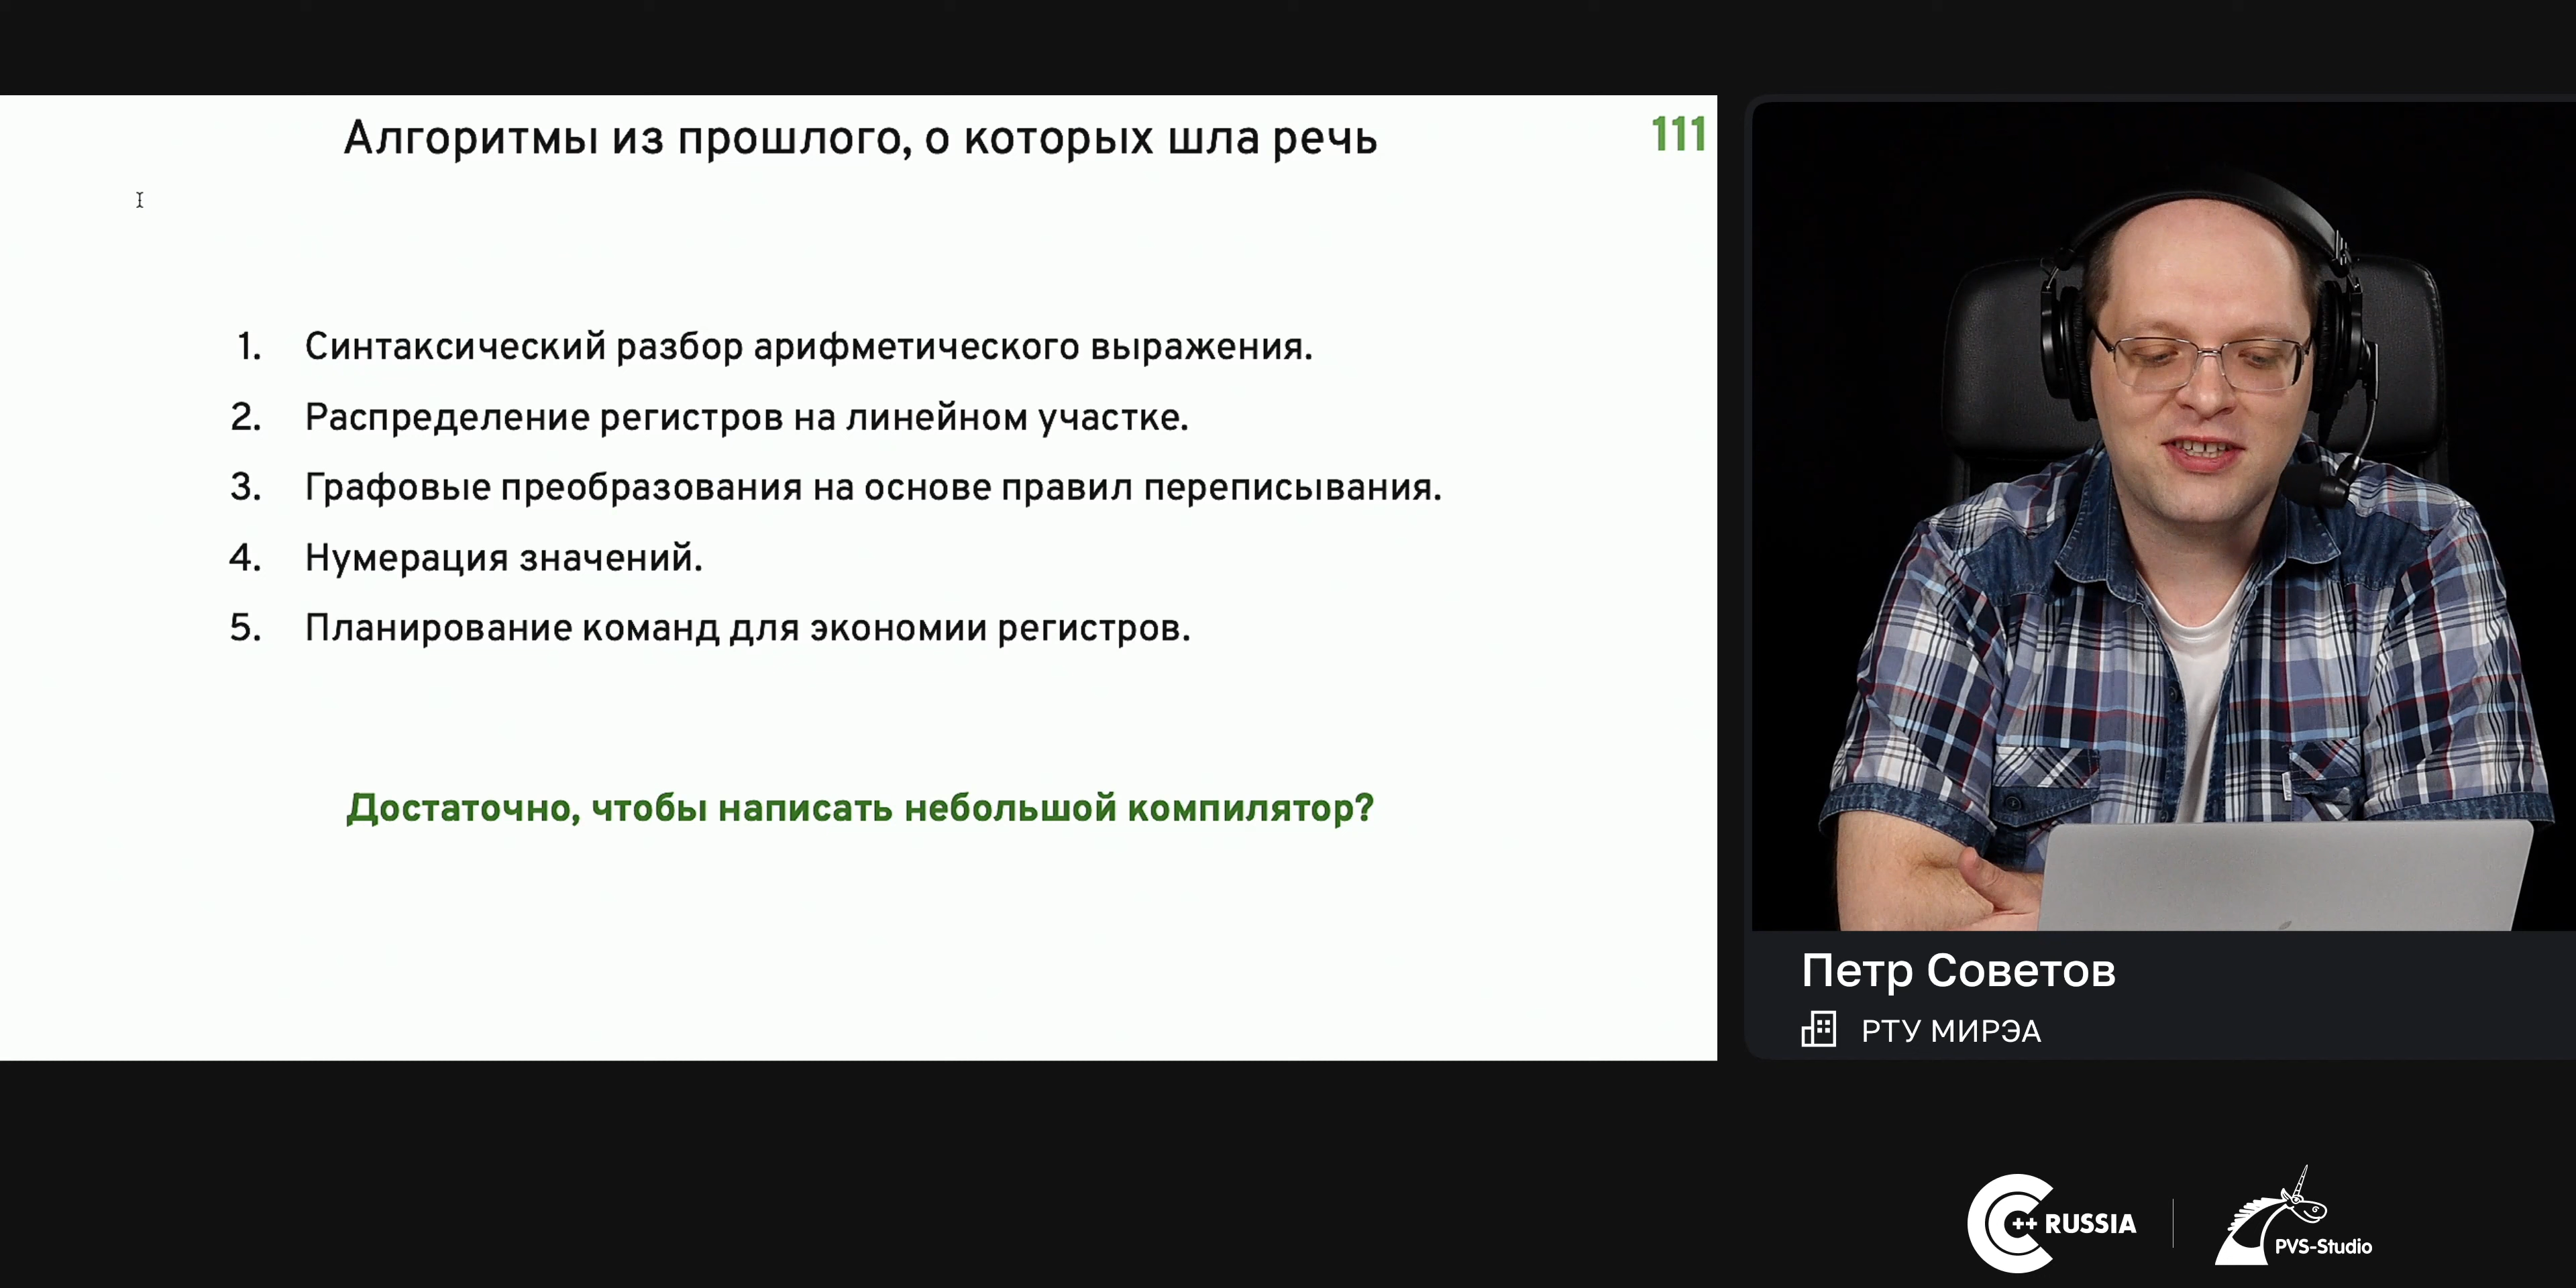 Алгоритмы из прошлого, о которых шла речь
111
1. Синтаксический разбор арифметического выражения.
2. Распределение регистров на линейном участке.
3. Графовые преобразования на основе правил переписывания.
4. Нумерация значений.
5. Планирование команд для экономии регистров.
Достаточно, чтобы написать небольшой компилятор?
Петр Советов
РТУ МИРЭА
C++ RUSSIA
PVS-Studio